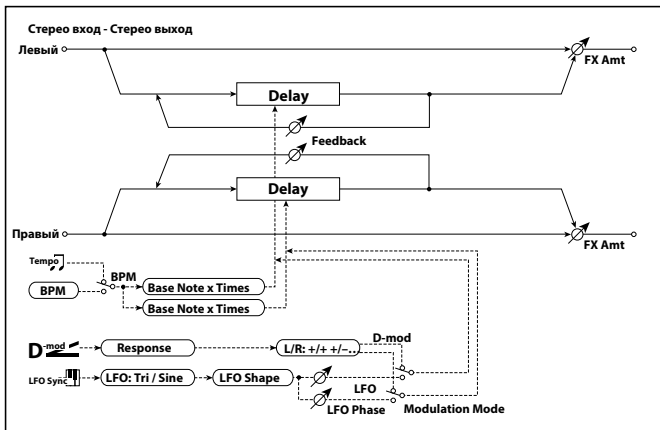 Стерео вход - Стерео выход
Левый
FX Amt
Delay
Feedback
Delay
Правый
FX Amt
Tempo
BPM
BPM
Base Note x Times
Base Note x Times
D-mod
D-mod
Response
L/R: +/+ +/–...
LFO Sync
LFO: Tri / Sine
LFO Shape
LFO
LFO Phase
Modulation Mode